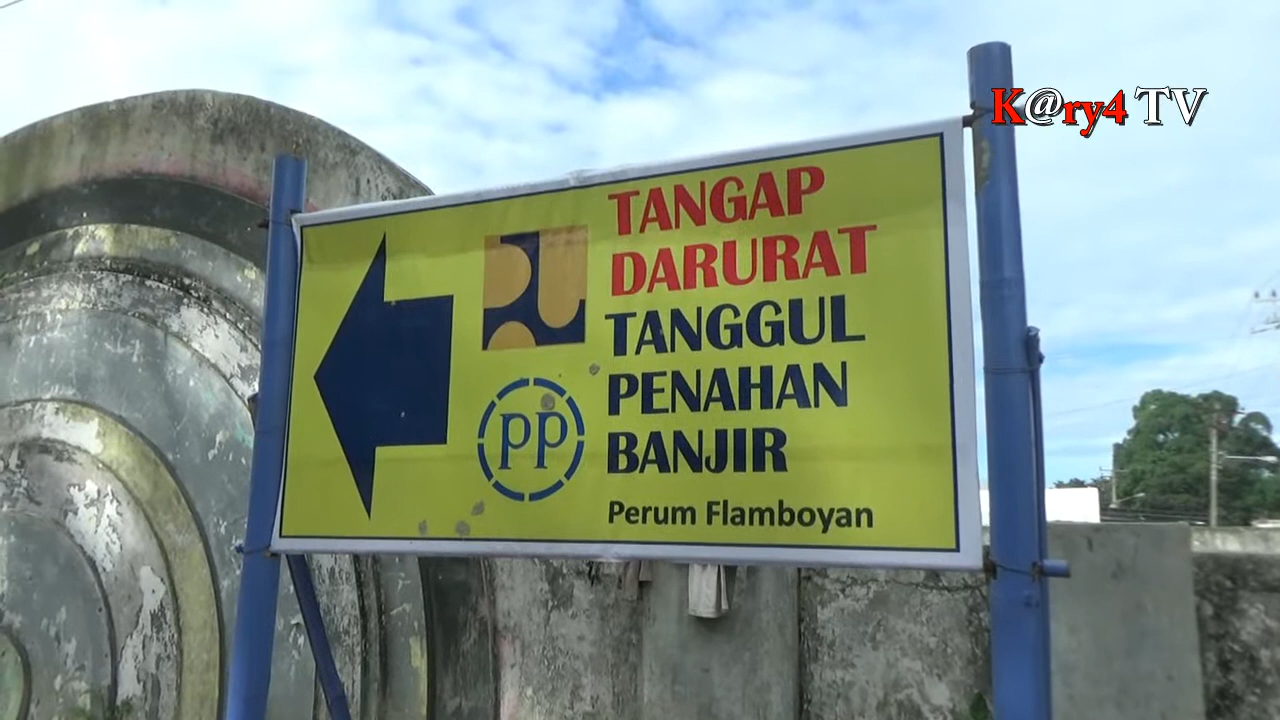 K@ry4 TV
TANGAP
DARURAT
TANGGUL
PENAHAN
BANJIR
Perum Flamboyan
pp